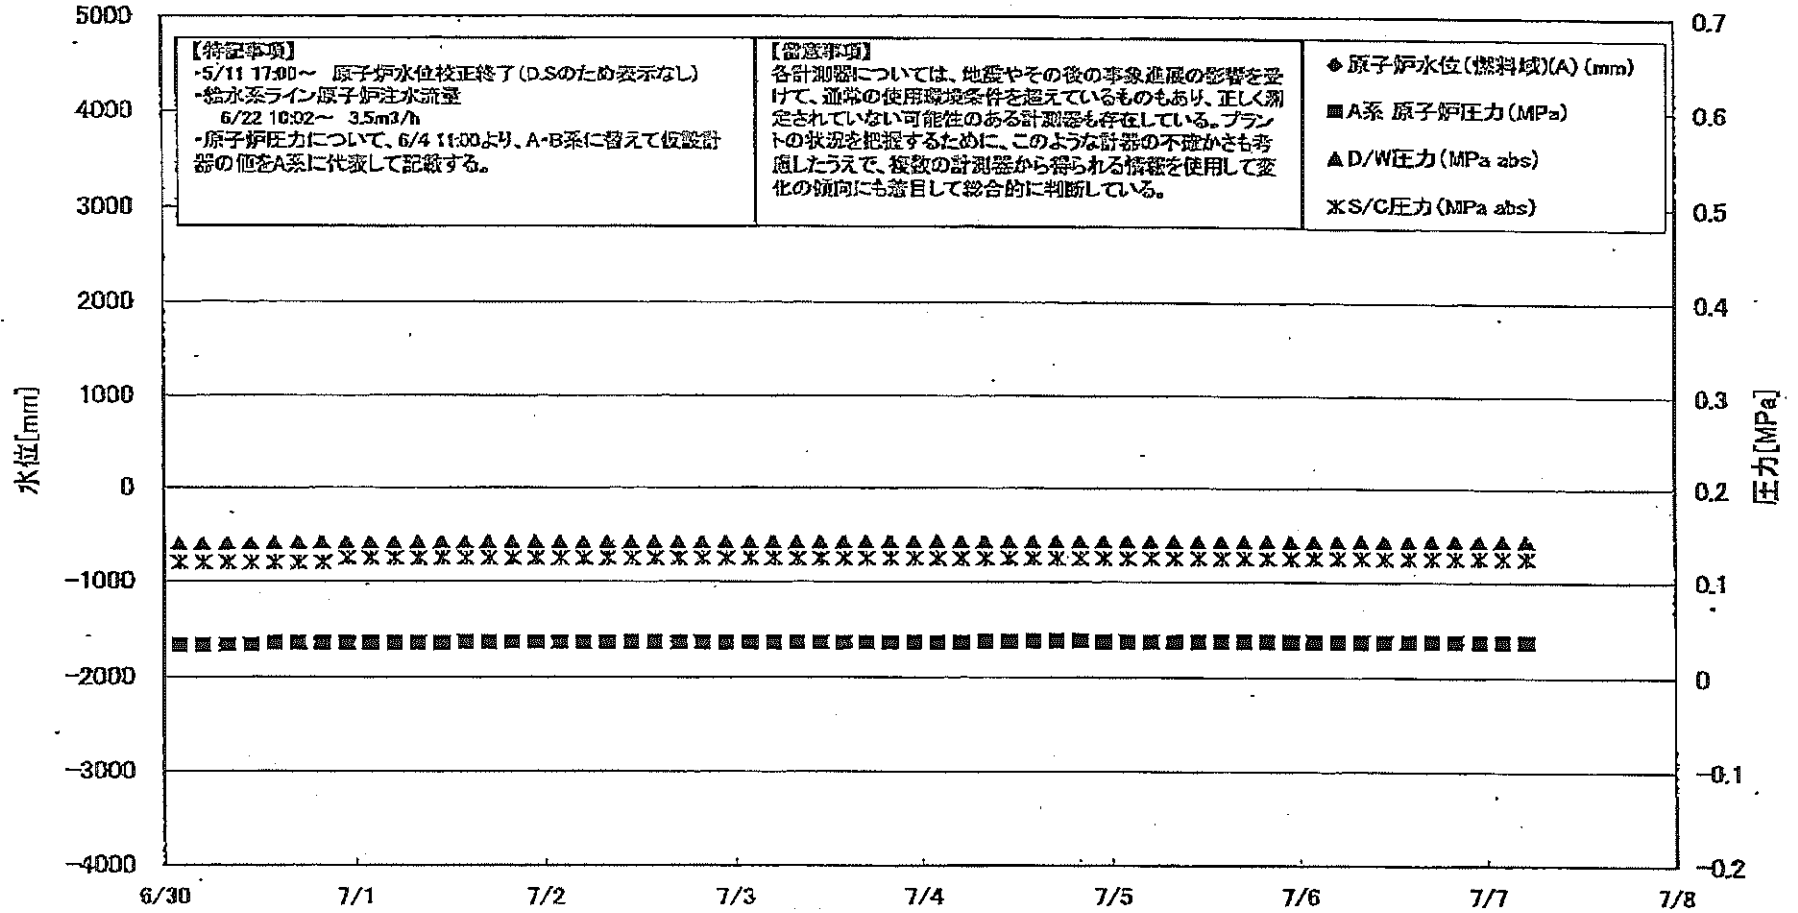 5000
4000
3000
2000
1000
0
-1000
-2000
-3000
-4000
水位[mm]
【特記事項】
・5/11 17:00～ 原子炉水位校正終了(D.Sのため表示なし)
・給水系ライン原子炉注水流量
6/22 10:02～ 3.5m3/h
・原子炉圧力について、6/4 11:00より、A・B系に替えて仮設計
器の値をA系に代表して記載する。
【留意事項】
各計測器については、地震やその後の事象進展の影響を受
けて、通常の使用環境条件を超えているものもあり、正しく測
定されていない可能性のある計測器も存在している。プラン
トの状況を把握するために、このような計器の不確かさも考
慮したうえで、複数の計測器から得られる情報を使用して変
化の傾向にも着目して総合的に判断している。
原子炉水位(燃料域)(A)(mm)
A系 原子炉圧力(MPa)
D/W圧力(MPa abs)
S/C圧力(MPa abs)
0.7
0.6
0.5
0.4
0.3
0.2
0.1
0
-0.1
-0.2
圧力[MPa]
6/30 7/1 7/2 7/3 7/4 7/5 7/6 7/7 7/8